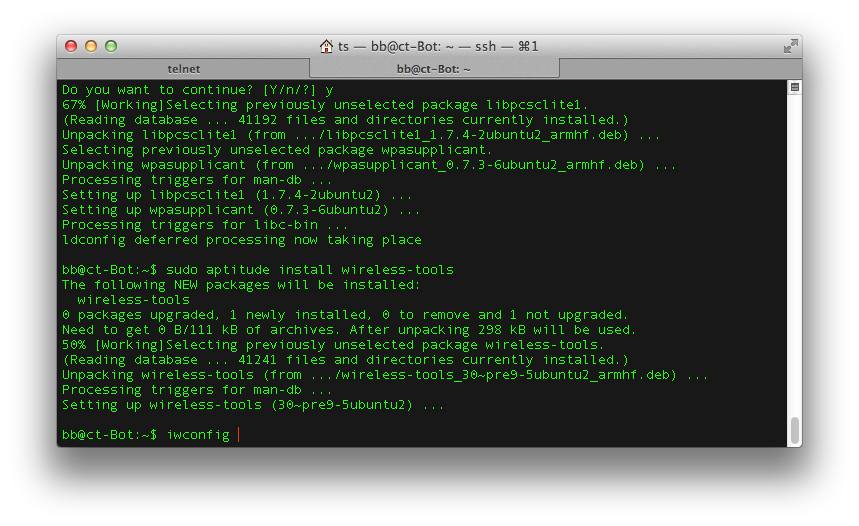 ts — bb@ct-Bot: ~ — ssh — ⌘1
telnet
bb@ct-Bot: ~
Do you want to continue? [Y/n/?] y
67% [Working]Selecting previously unselected package libpcsclite1.
(Reading database ... 41192 files and directories currently installed.)
Unpacking libpcsclite1 (from .../libpcsclite1_1.7.4-2ubuntu2_armhf.deb) ...
Selecting previously unselected package wpasupplicant.
Unpacking wpasupplicant (from .../wpasupplicant_0.7.3-6ubuntu2_armhf.deb) ...
Processing triggers for man-db ...
Setting up libpcsclite1 (1.7.4-2ubuntu2) ...
Setting up wpasupplicant (0.7.3-6ubuntu2) ...
Processing triggers for libc-bin ...
ldconfig deferred processing now taking place
bb@ct-Bot:~$ sudo aptitude install wireless-tools
The following NEW packages will be installed:
  wireless-tools
0 packages upgraded, 1 newly installed, 0 to remove and 1 not upgraded.
Need to get 0 B/111 kB of archives. After unpacking 298 kB will be used.
50% [Working]Selecting previously unselected package wireless-tools.
(Reading database ... 41241 files and directories currently installed.)
Unpacking wireless-tools (from .../wireless-tools_30~pre9-5ubuntu2_armhf.deb) ...
Processing triggers for man-db ...
Setting up wireless-tools (30~pre9-5ubuntu2) ...
bb@ct-Bot:~$ iwconfig